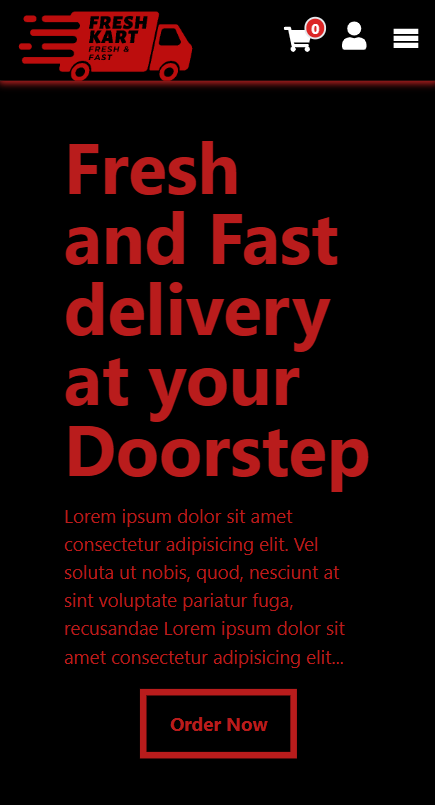 FRESH
KART
FRESH &
FAST
0
Fresh
and Fast
delivery
at your
Doorstep
Lorem ipsum dolor sit amet
consectetur adipisicing elit. Vel
soluta ut nobis, quod, nesciunt at
sint voluptate pariatur fuga,
recusandae Lorem ipsum dolor sit
amet consectetur adipisicing elit...
Order Now